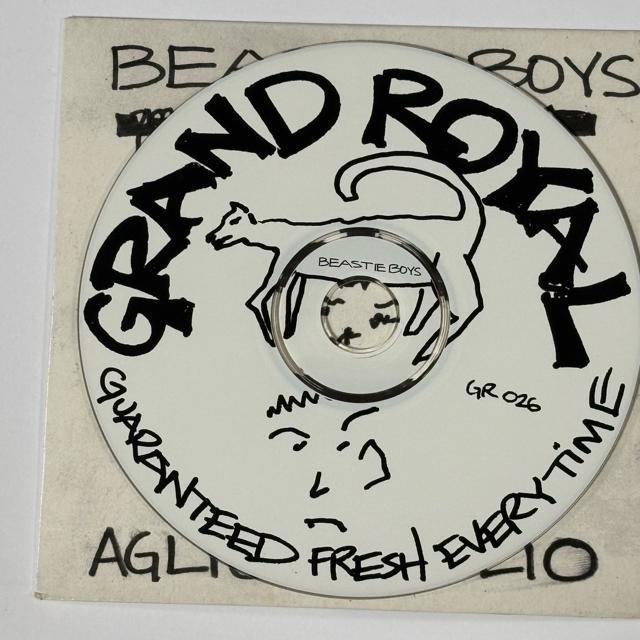 BEA BOYS
GRAND ROYAL
BEASTIE BOYS
GR 026
GUARANTEED FRESH EVERY TIME
AGLI LIO